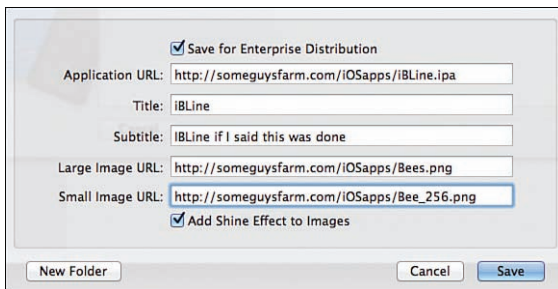 Save for Enterprise Distribution
Application URL: http://someguysfarm.com/iOSapps/iBLine.ipa
Title: iBLine
Subtitle: IBLine if I said this was done
Large Image URL: http://someguysfarm.com/iOSapps/Bees.png
Small Image URL: http://someguysfarm.com/iOSapps/Bee_256.png
Add Shine Effect to Images
New Folder Cancel Save